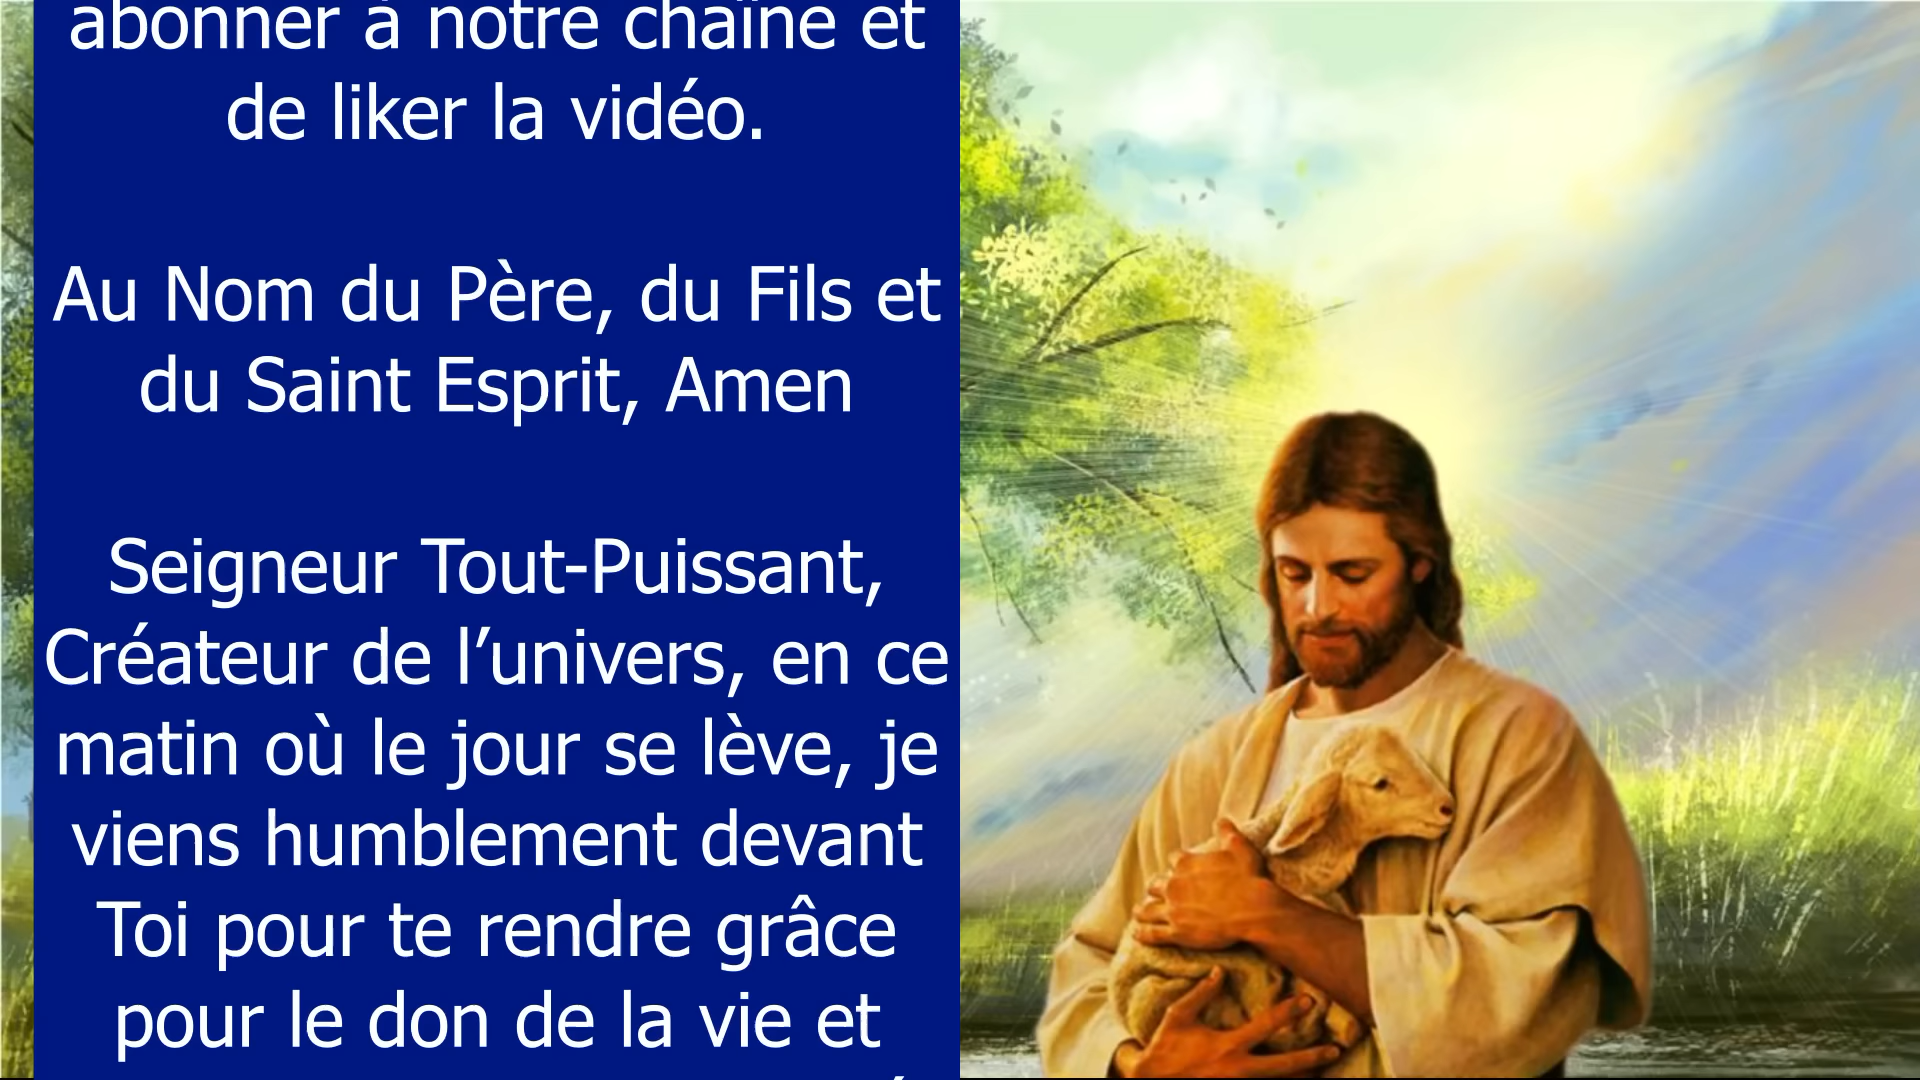 abonner à notre chaîne et
de liker la vidéo.
Au Nom du Père, du Fils et
du Saint Esprit, Amen
Seigneur Tout-Puissant,
Créateur de l’univers, en ce
matin où le jour se lève, je
viens humblement devant
Toi pour te rendre grâce
pour le don de la vie et